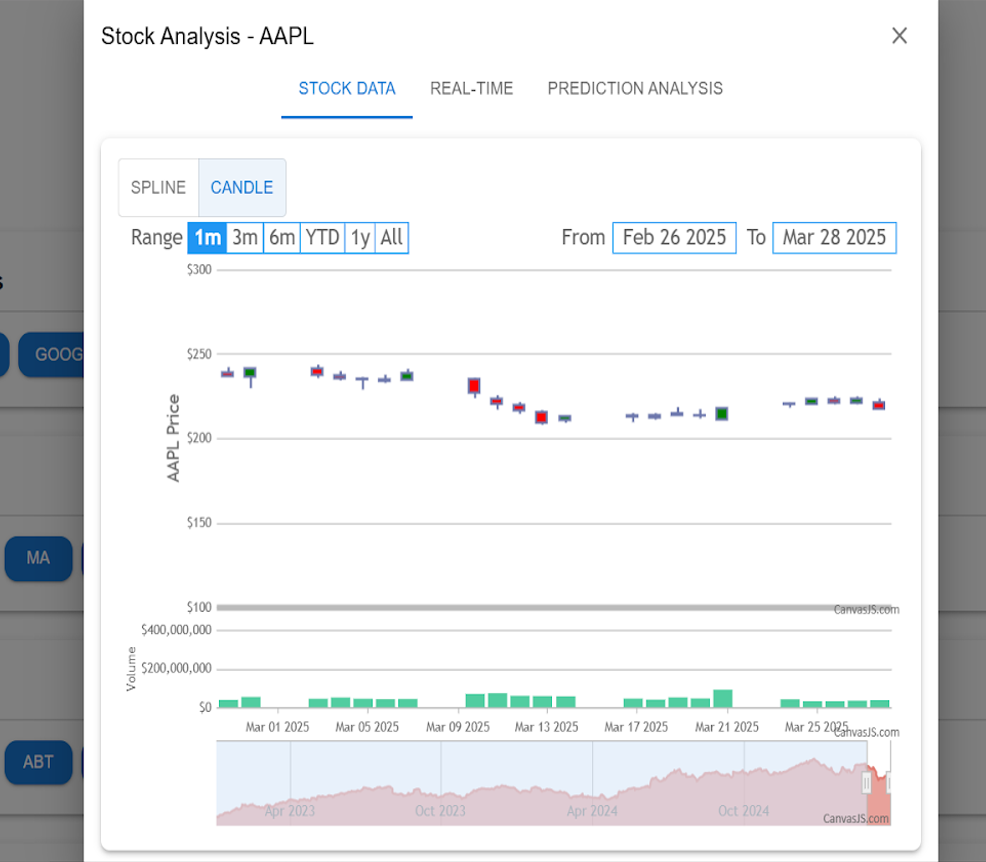 Stock Analysis - AAPL
STOCK DATA REAL-TIME PREDICTION ANALYSIS
SPLINE CANDLE
Range 1m 3m 6m YTD 1y All From Feb 26 2025 To Mar 28 2025
$300
s
GOOG
$250
AAPL Price
$200
$150
MA
$100
CanvasJS.com
$400,000,000
Volume
$200,000,000
$0
Mar 01 2025 Mar 05 2025 Mar 09 2025 Mar 13 2025 Mar 17 2025 Mar 21 2025 Mar 25 2025
CanvasJS.com
ABT
Apr 2023 Oct 2023 Apr 2024 Oct 2024
CanvasJS.com